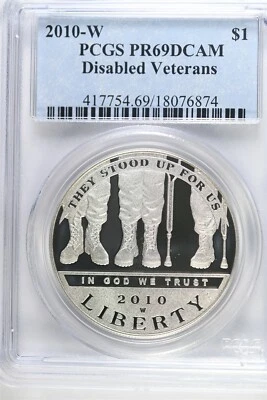 2010-W $1
PCGS PR69DCAM
Disabled Veterans
417754.69/18076874
THEY STOOD UP FOR US
IN GOD WE TRUST
2010
W
LIBERTY